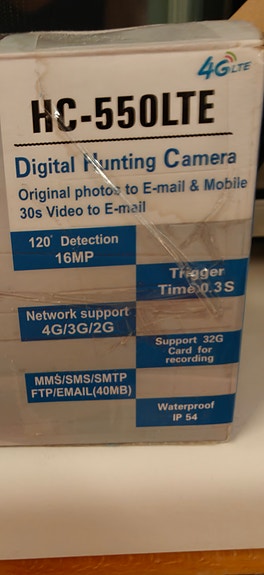 4G LTE
HC-550LTE
Digital Hunting Camera
Original photos to E-mail & Mobile
30s Video to E-mail
120° Detection
16MP
Trigger
Time 0.3S
Network support
4G/3G/2G
Support 32G
Card for
recording
MMS/SMS/SMTP
FTP/EMAIL(40MB)
Waterproof
IP 54